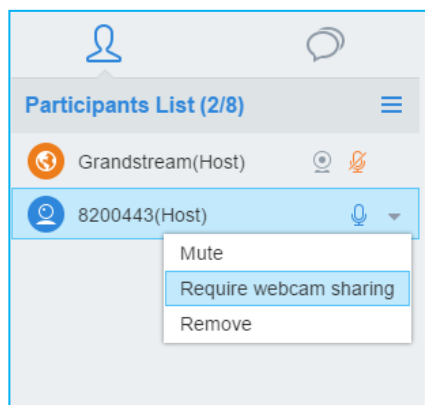 Participants List (2/8)
Grandstream(Host)
8200443(Host)
Mute
Require webcam sharing
Remove